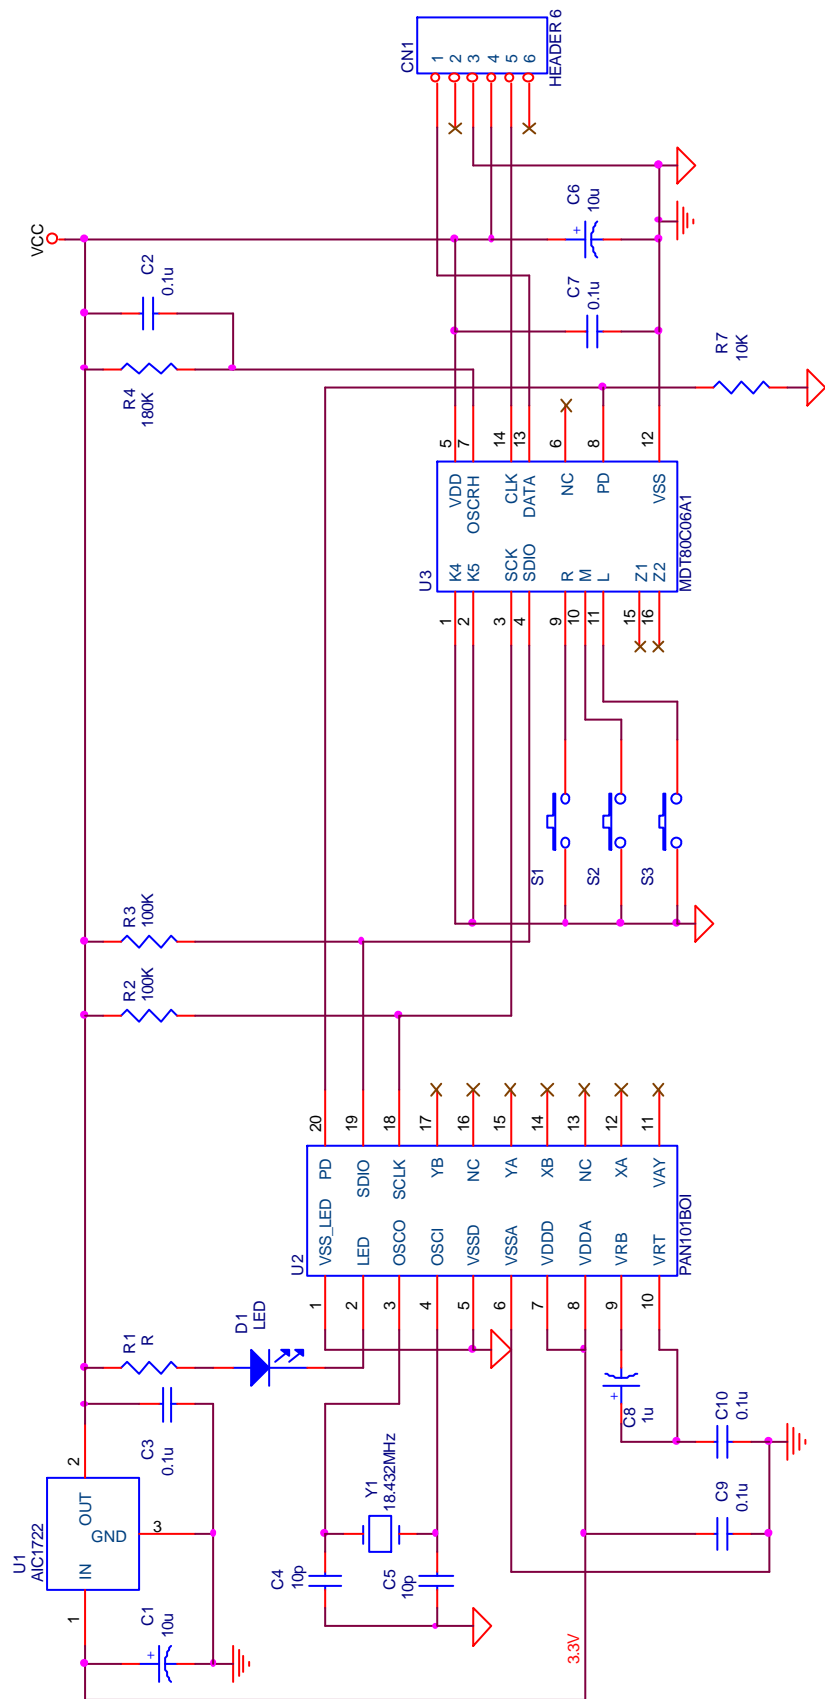 CN1
1
2
3
4
5
6
HEADER 6
VCC
C2
0.1u
R4
180K
C6
10u
C7
0.1u
R7
10K
5
7
14
13
6
8
12
VDD
OSCRH
CLK
DATA
NC
PD
VSS
U3
K4
K5
SCK
SDIO
R
M
L
Z1
Z2
MDT80C06A1
1
2
3
4
9
10
11
15
16
S1
S2
S3
R3
100K
R2
100K
20
19
18
17
16
15
14
13
12
11
PD
SDIO
SCLK
YB
NC
YA
XB
NC
XA
VAY
U2
VSS_LED
LED
OSCO
OSCI
VSSD
VSSA
VDDD
VDDA
VRB
VRT
PAN101BOI
1
2
3
4
5
6
7
8
9
10
R1
R
D1
LED
C3
0.1u
U1
AIC1722
OUT
GND
IN
2
3
1
C1
10u
+
Y1
18.432MHz
C4
10p
C5
10p
+
C8
1u
C10
0.1u
C9
0.1u
3.3V
+